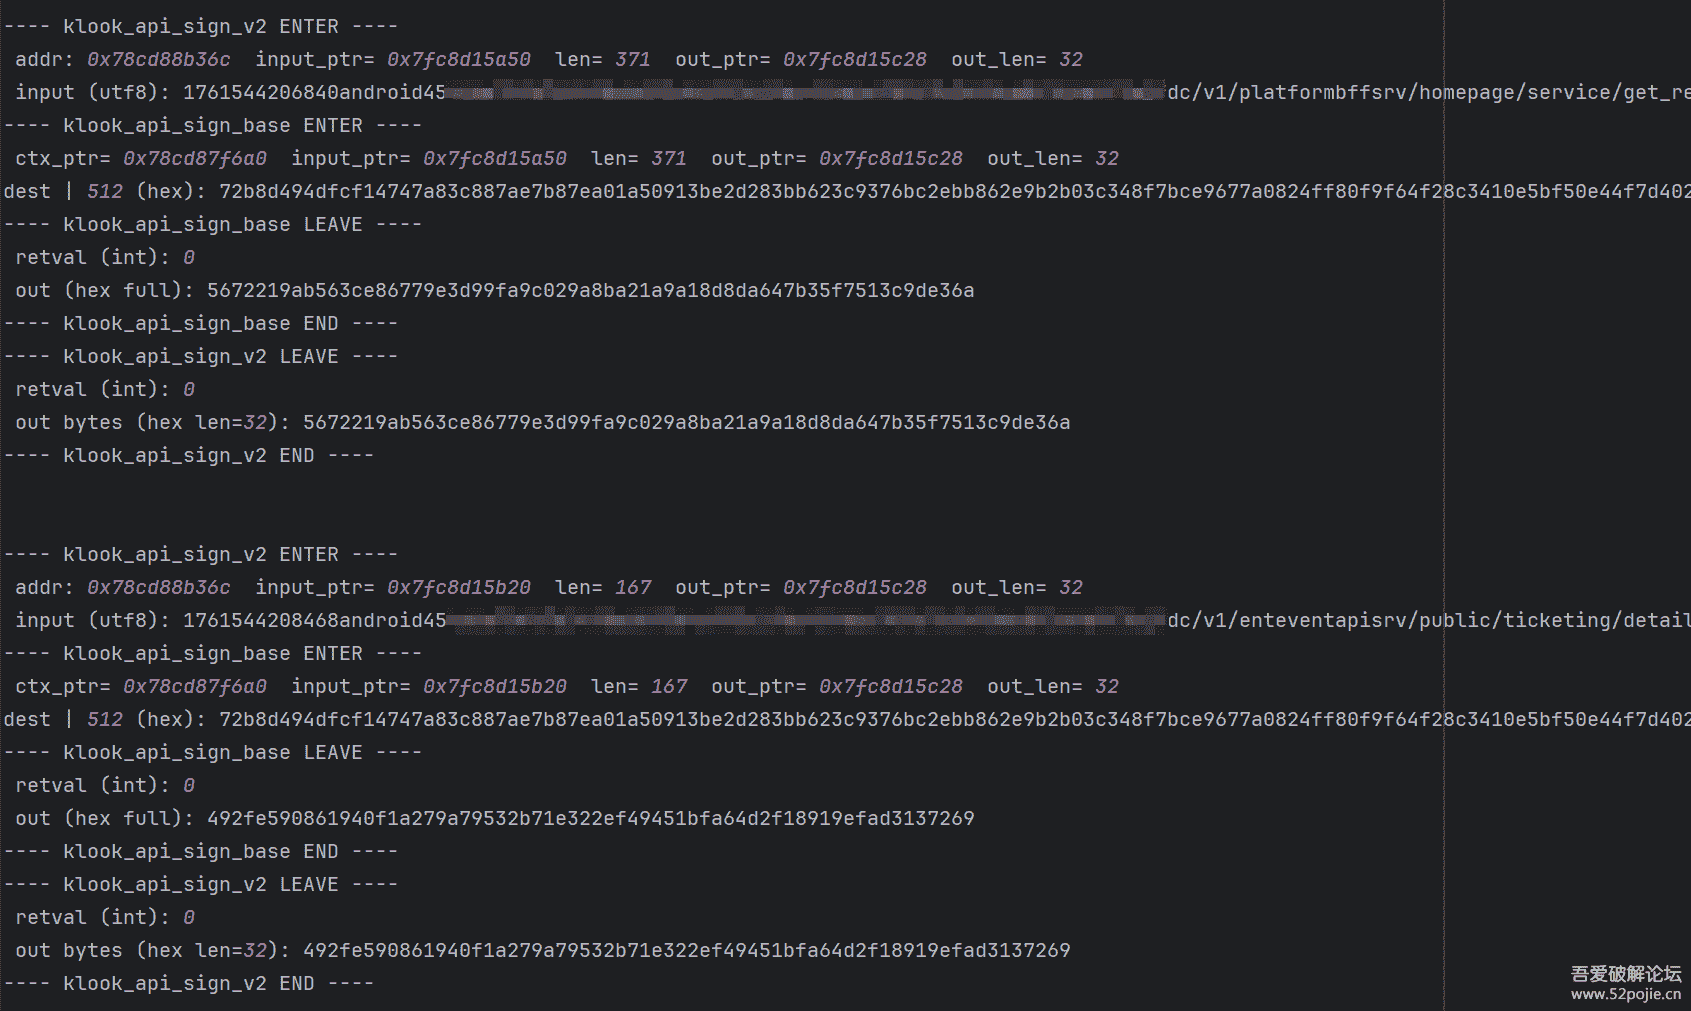 ---- klook_api_sign_v2 ENTER ----
addr: 0x78cd88b36c input_ptr= 0x7fc8d15a50 len= 371 out_ptr= 0x7fc8d15c28 out_len= 32
input (utf8): 1761544206840android45 dc/v1/platformbffsrv/homepage/service/get_re
---- klook_api_sign_base ENTER ----
ctx_ptr= 0x78cd87f6a0 input_ptr= 0x7fc8d15a50 len= 371 out_ptr= 0x7fc8d15c28 out_len= 32
dest | 512 (hex): 72b8d494dfcf14747a83c887ae7b87ea01a50913be2d283bb623c9376bc2ebb862e9b2b03c348f7bce9677a0824ff80f9f64f28c3410e5bf50e44f7d402
---- klook_api_sign_base LEAVE ----
retval (int): 0
out (hex full): 5672219ab563ce86779e3d99fa9c029a8ba21a9a18d8da647b35f7513c9de36a
---- klook_api_sign_base END ----
---- klook_api_sign_v2 LEAVE ----
retval (int): 0
out bytes (hex len=32): 5672219ab563ce86779e3d99fa9c029a8ba21a9a18d8da647b35f7513c9de36a
---- klook_api_sign_v2 END ----
---- klook_api_sign_v2 ENTER ----
addr: 0x78cd88b36c input_ptr= 0x7fc8d15b20 len= 167 out_ptr= 0x7fc8d15c28 out_len= 32
input (utf8): 1761544208468android45 dc/v1/enteventapisrv/public/ticketing/detail
---- klook_api_sign_base ENTER ----
ctx_ptr= 0x78cd87f6a0 input_ptr= 0x7fc8d15b20 len= 167 out_ptr= 0x7fc8d15c28 out_len= 32
dest | 512 (hex): 72b8d494dfcf14747a83c887ae7b87ea01a50913be2d283bb623c9376bc2ebb862e9b2b03c348f7bce9677a0824ff80f9f64f28c3410e5bf50e44f7d402
---- klook_api_sign_base LEAVE ----
retval (int): 0
out (hex full): 492fe590861940f1a279a79532b71e322ef49451bfa64d2f18919efad3137269
---- klook_api_sign_base END ----
---- klook_api_sign_v2 LEAVE ----
retval (int): 0
out bytes (hex len=32): 492fe590861940f1a279a79532b71e322ef49451bfa64d2f18919efad3137269
---- klook_api_sign_v2 END ----
吾爱破解论坛
www.52pojie.cn